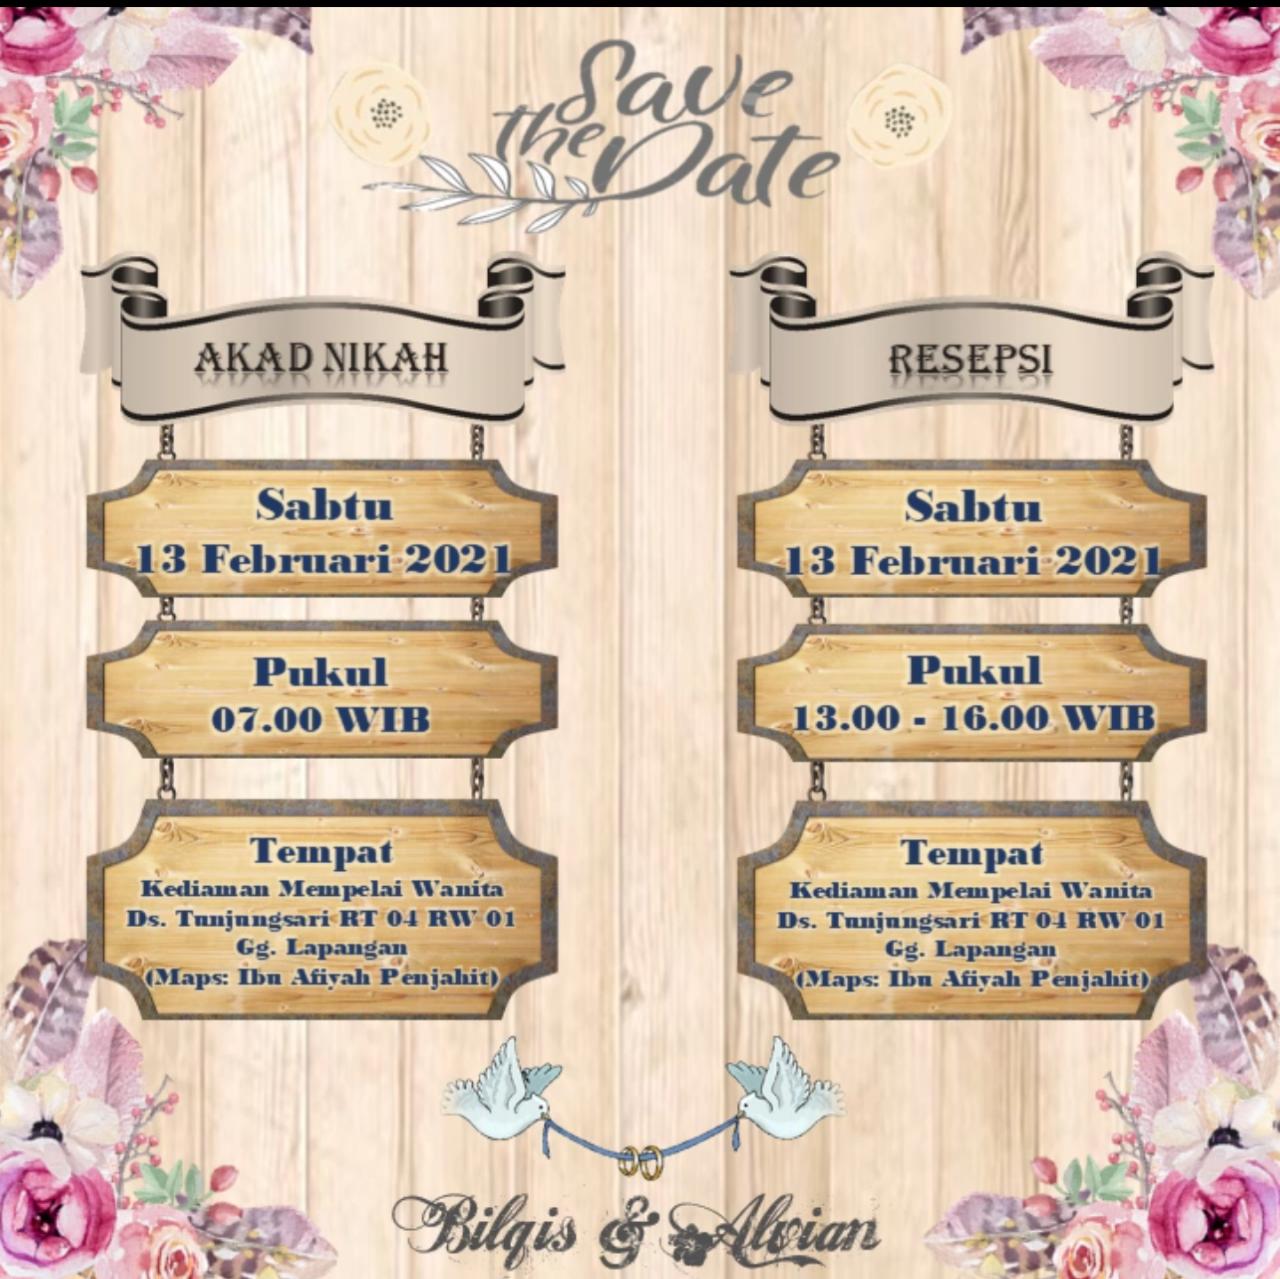 Save
the Date
AKAD NIKAH
Sabtu
13 Februari 2021
Pukul
07.00 WIB
Tempat
Kediaman Mempelai Wanita
Ds. Tunjungsari RT 04 RW 01
Gg. Lapangan
(Maps: Ibu Afiyah Penjahit)
RESEPSI
Sabtu
13 Februari 2021
Pukul
13.00 - 16.00 WIB
Tempat
Kediaman Mempelai Wanita
Ds. Tunjungsari RT 04 RW 01
Gg. Lapangan
(Maps: Ibu Afiyah Penjahit)
Bilqis & Alvian